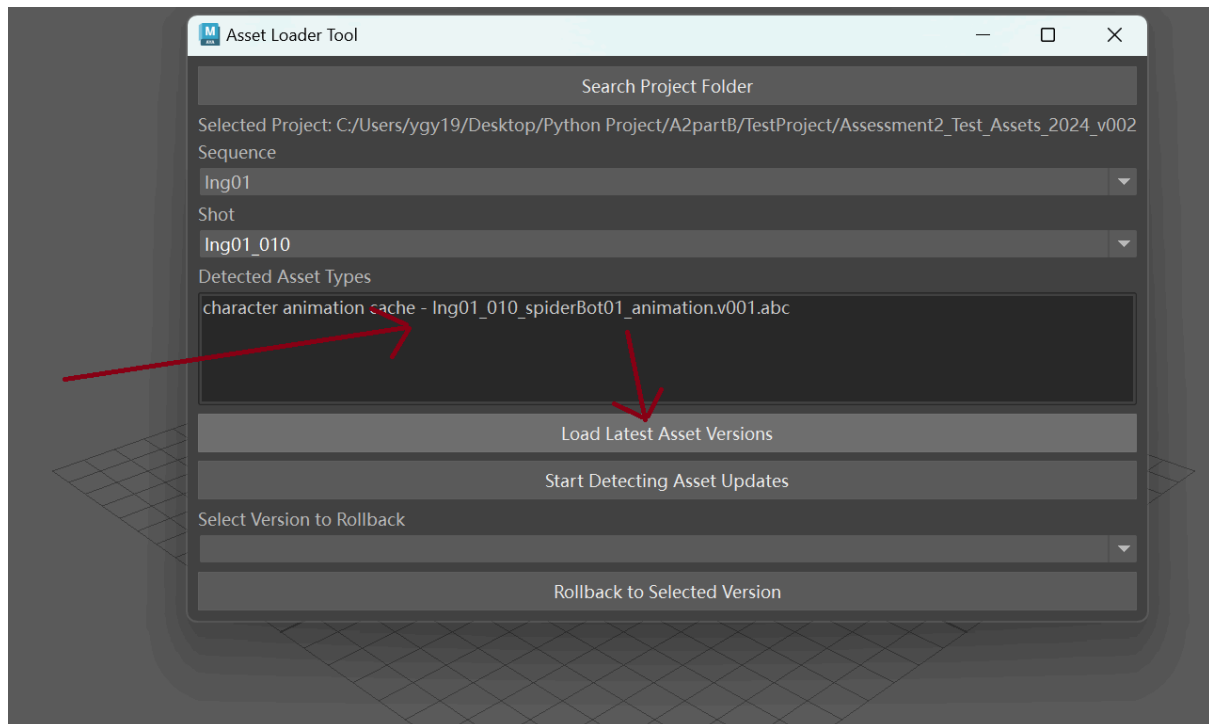 Asset Loader Tool
Search Project Folder
Selected Project: C:/Users/ygy19/Desktop/Python Project/A2partB/TestProject/Assessment2_Test_Assets_2024_v002
Sequence
lng01
Shot
lng01_010
Detected Asset Types
character animation cache - lng01_010_spiderBot01_animation.v001.abc
Load Latest Asset Versions
Start Detecting Asset Updates
Select Version to Rollback
Rollback to Selected Version